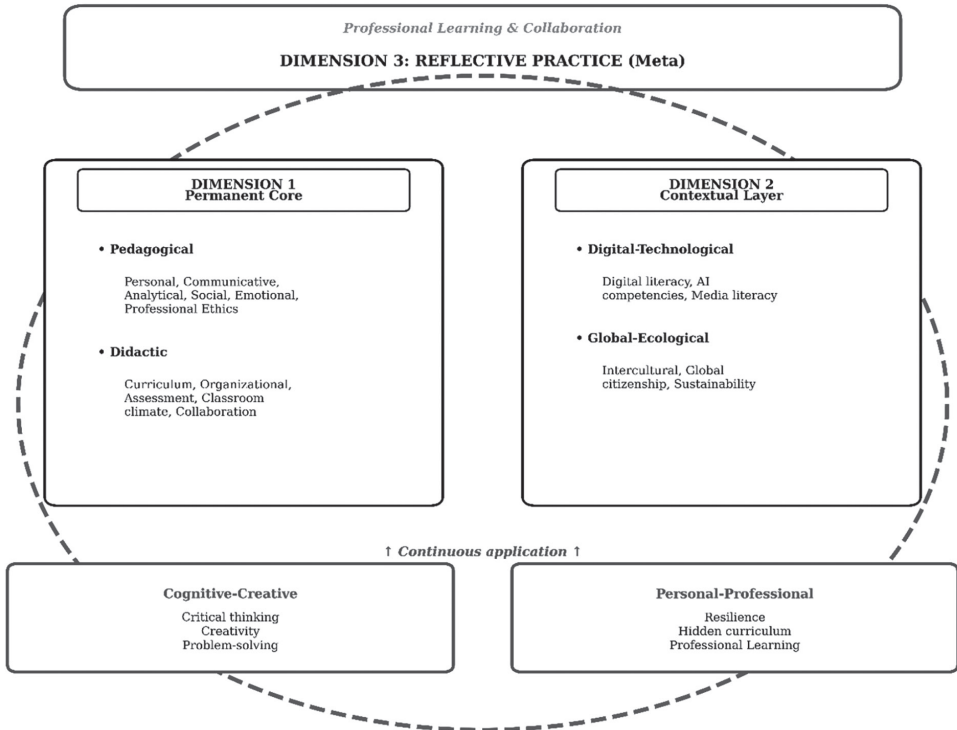 Professional Learning & Collaboration
DIMENSION 3: REFLECTIVE PRACTICE (Meta)
DIMENSION 1
Permanent Core
• Pedagogical
Personal, Communicative,
Analytical, Social, Emotional,
Professional Ethics
• Didactic
Curriculum, Organizational,
Assessment, Classroom
climate, Collaboration
DIMENSION 2
Contextual Layer
• Digital-Technological
Digital literacy, AI
competencies, Media literacy
• Global-Ecological
Intercultural, Global
citizenship, Sustainability
↑ Continuous application ↑
Cognitive-Creative
Critical thinking
Creativity
Problem-solving
Personal-Professional
Resilience
Hidden curriculum
Professional Learning